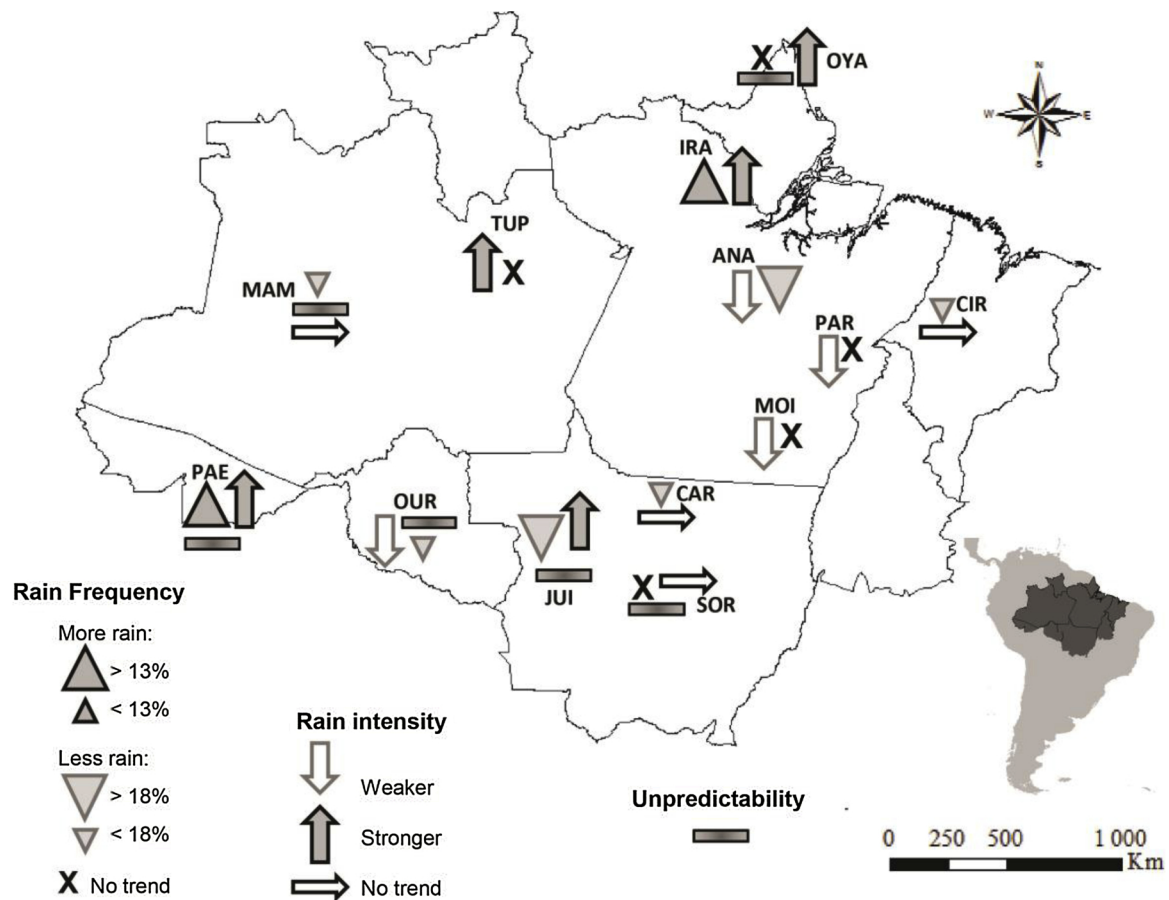 X
OYA
N
W
E
S
IRA
TUP
X
ANA
MAM
CIR
PAR
X
MOI
X
PAE
OUR
CAR
JUI
X
SOR
Rain Frequency
More rain:
> 13%
< 13%
Less rain:
> 18%
< 18%
X No trend
Rain intensity
Weaker
Stronger
No trend
Unpredictability
0 250 500 1 000
Km